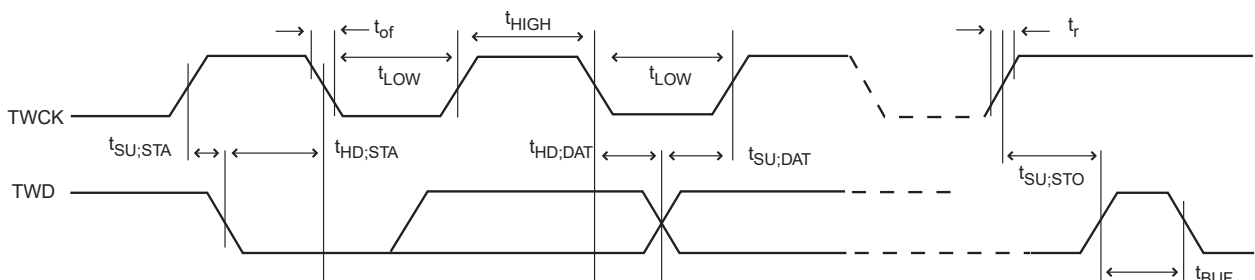 t_of
t_HIGH
t_r
t_LOW
t_LOW
TWCK
t_SU;STA
t_HD;STA
t_HD;DAT
t_SU;DAT
t_SU;STO
TWD
t_BUF